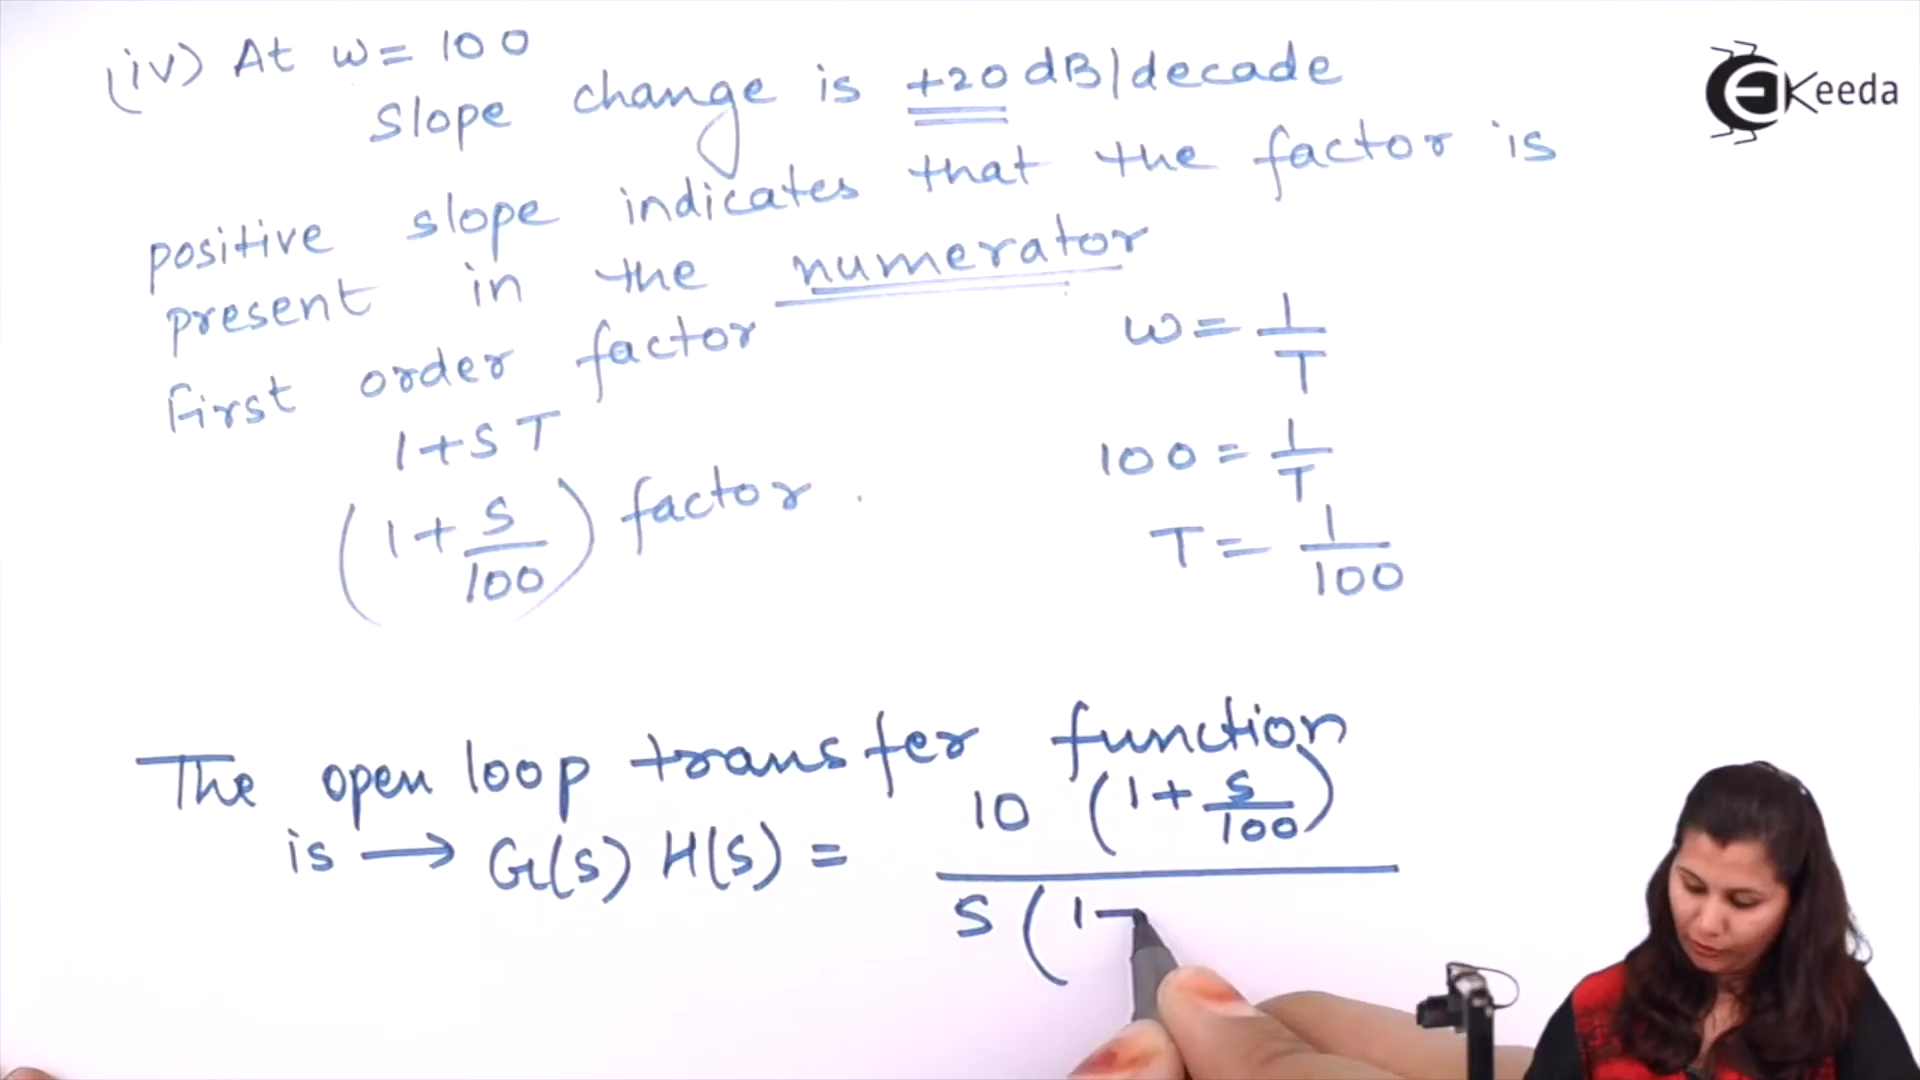 (iv) At w = 100
slope change is +20 dB/decade
positive slope indicates that the factor is
present in the numerator
First order factor
1+ST
(1+S/100) factor.
w = 1/T
100 = 1/T
T = 1/100
The open loop transfer function
is → G(s) H(s) = 10 (1+S/100)
S (1
EKeeda